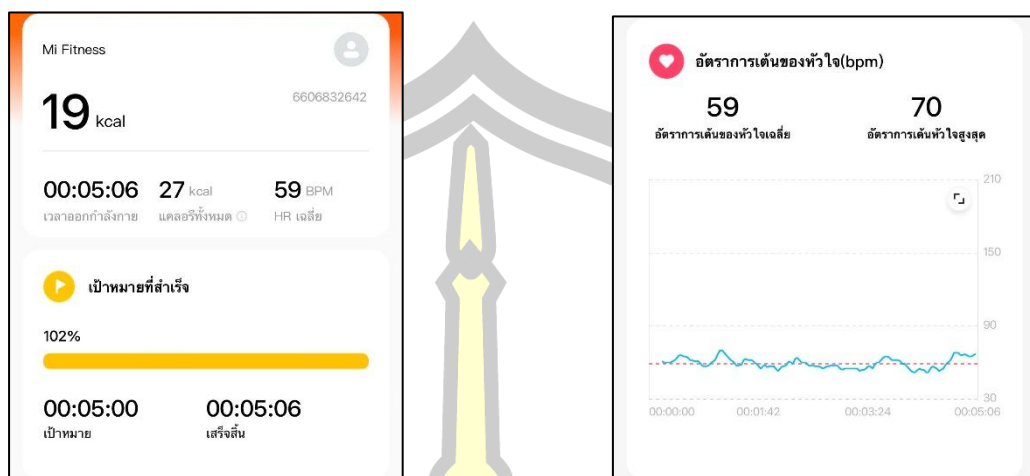 Mi Fitness
19 kcal
6606832642
00:05:06 27 kcal 59 BPM
เวลาออกกำลังกาย แคลอรีทั้งหมด HR เฉลี่ย
เป้าหมายที่สำเร็จ
102%
00:05:00 00:05:06
เป้าหมาย เสร็จสิ้น
อัตราการเต้นของหัวใจ(bpm)
59 70
อัตราการเต้นของหัวใจเฉลี่ย อัตราการเต้นหัวใจสูงสุด
210
150
90
30
00:00:00 00:01:42 00:03:24 00:05:06